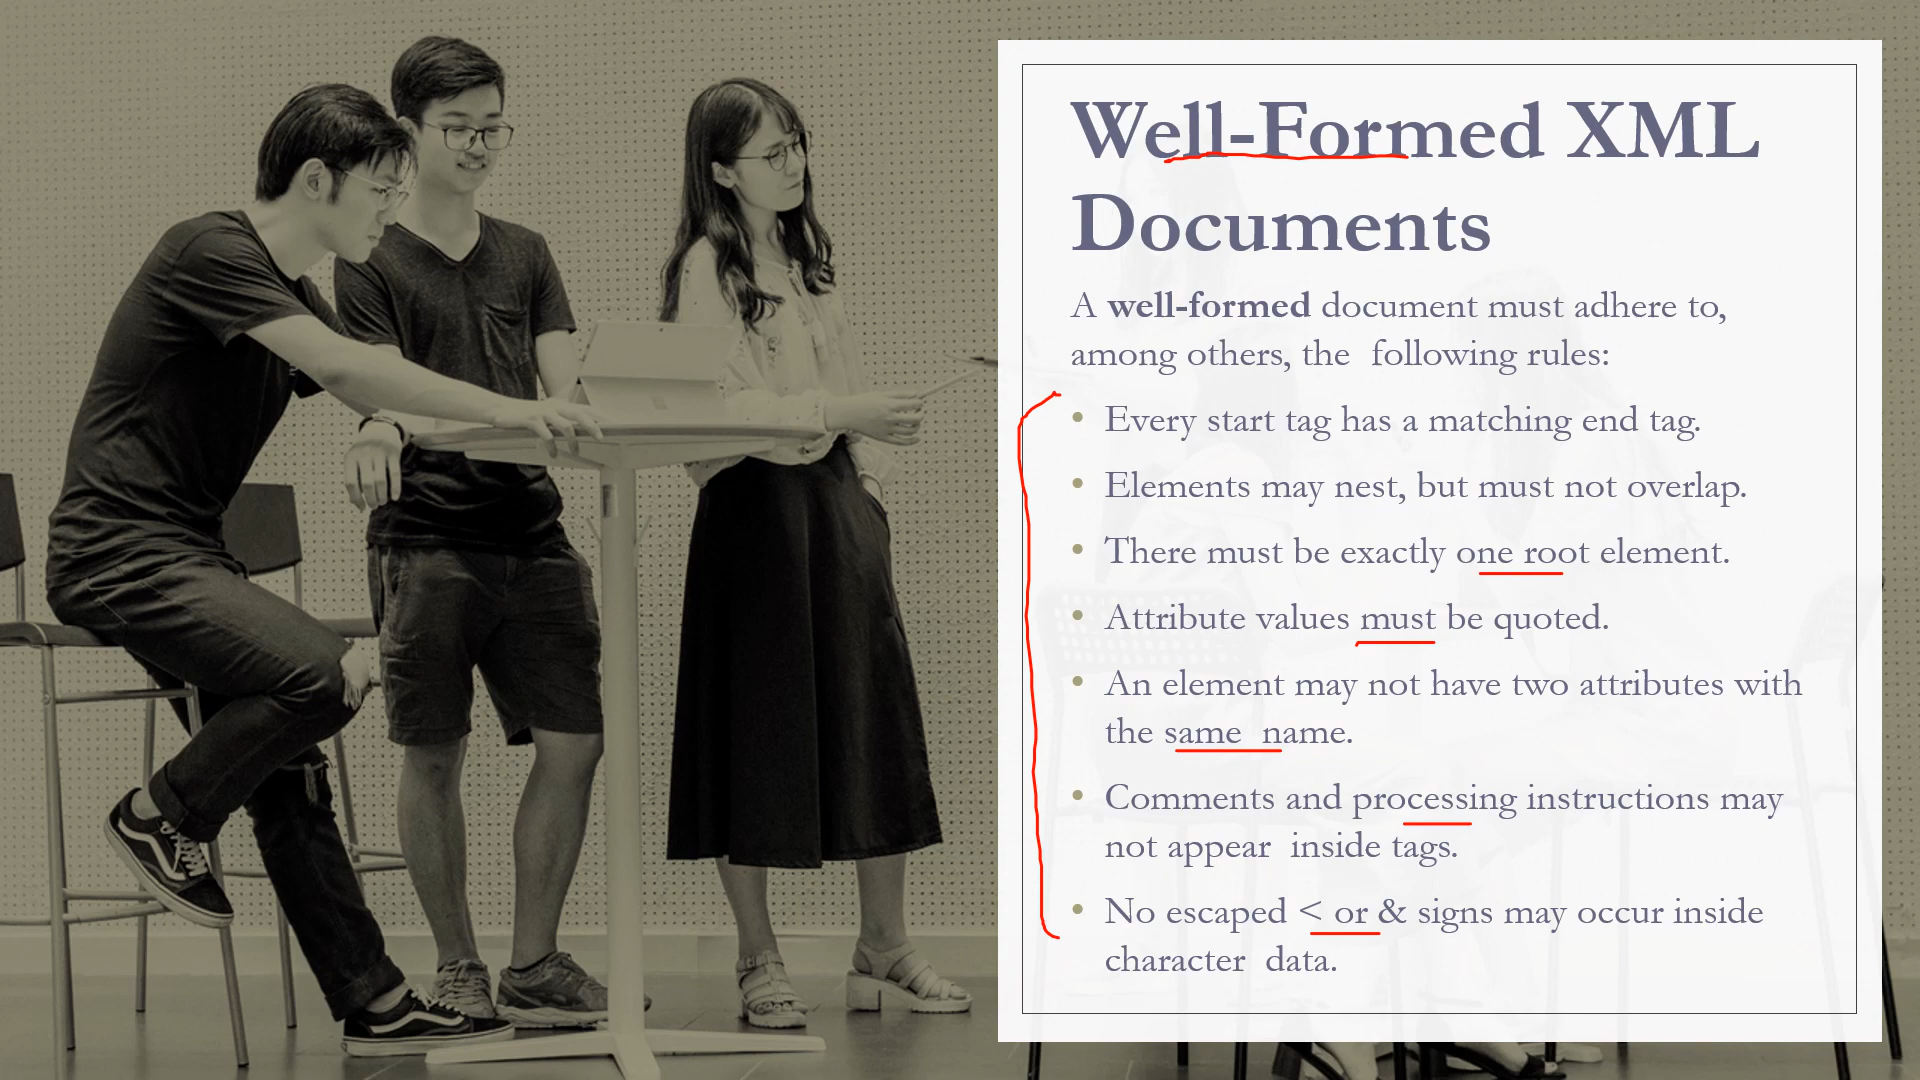 Well-Formed XML
Documents
A well-formed document must adhere to,
among others, the following rules:
• Every start tag has a matching end tag.
• Elements may nest, but must not overlap.
• There must be exactly one root element.
• Attribute values must be quoted.
• An element may not have two attributes with
the same name.
• Comments and processing instructions may
not appear inside tags.
• No escaped < or & signs may occur inside
character data.